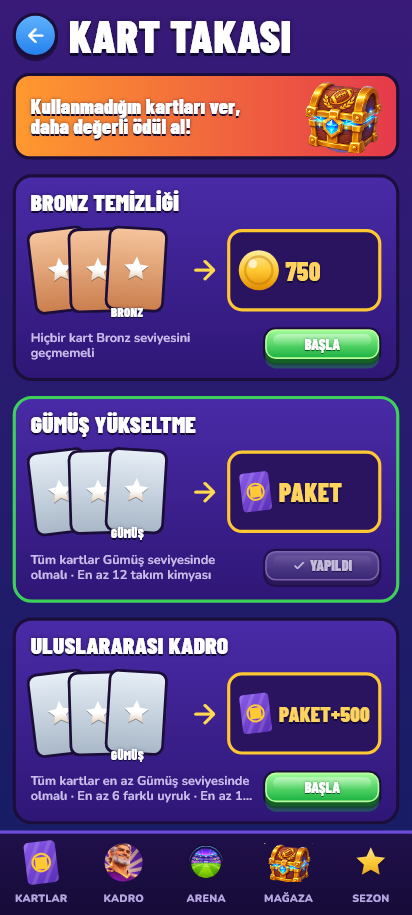 KART TAKASI
Kullanmadığın kartları ver,
daha değerli ödül al!
BRONZ TEMİZLİĞİ
BRONZ
750
Hiçbir kart Bronz seviyesini
geçmemeli
BAŞLA
GÜMÜŞ YÜKSELTME
GÜMÜŞ
PAKET
Tüm kartlar Gümüş seviyesinde
olmalı · En az 12 takım kimyası
YAPILDI
ULUSLARARASI KADRO
GÜMÜŞ
PAKET+500
Tüm kartlar en az Gümüş seviyesinde
olmalı · En az 6 farklı uyruk · En az 1...
BAŞLA
KARTLAR
KADRO
ARENA
MAĞAZA
SEZON